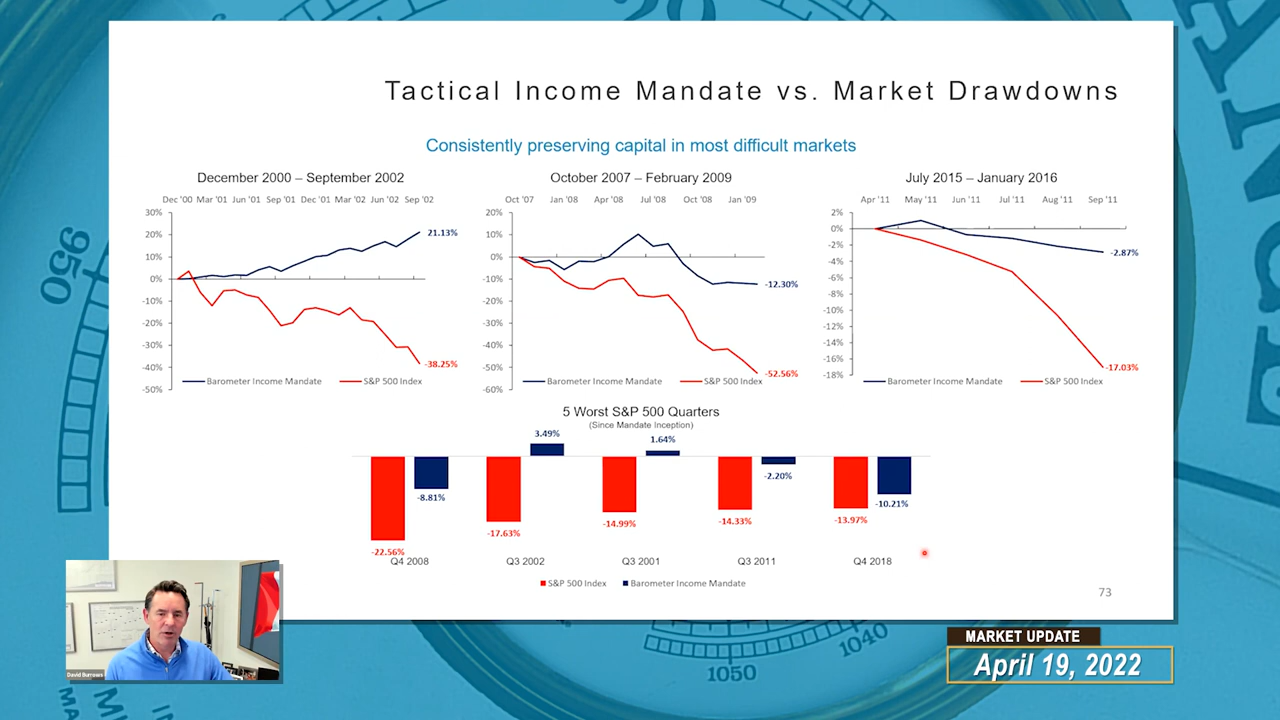 Tactical Income Mandate vs. Market Drawdowns
Consistently preserving capital in most difficult markets
December 2000 – September 2002
Dec '00 Mar '01 Jun '01 Sep '01 Dec '01 Mar '02 Jun '02 Sep '02
30%
20%
10%
0%
-10%
-20%
-30%
-40%
-50%
21.13%
-38.25%
Barometer Income Mandate S&P 500 Index
October 2007 – February 2009
Oct '07 Jan '08 Apr '08 Jul '08 Oct '08 Jan '09
20%
10%
0%
-10%
-20%
-30%
-40%
-50%
-60%
-12.30%
-52.56%
Barometer Income Mandate S&P 500 Index
July 2015 – January 2016
Apr '11 May '11 Jun '11 Jul '11 Aug '11 Sep '11
2%
0%
-2%
-4%
-6%
-8%
-10%
-12%
-14%
-16%
-18%
-2.87%
-17.03%
Barometer Income Mandate S&P 500 Index
5 Worst S&P 500 Quarters
(Since Mandate Inception)
3.49% 1.64%
-8.81% -2.20% -10.21%
-22.56% -17.63% -14.99% -14.33% -13.97%
Q4 2008 Q3 2002 Q3 2001 Q3 2011 Q4 2018
S&P 500 Index Barometer Income Mandate
73
David Burrows
MARKET UPDATE
April 19, 2022
950
1050
1040